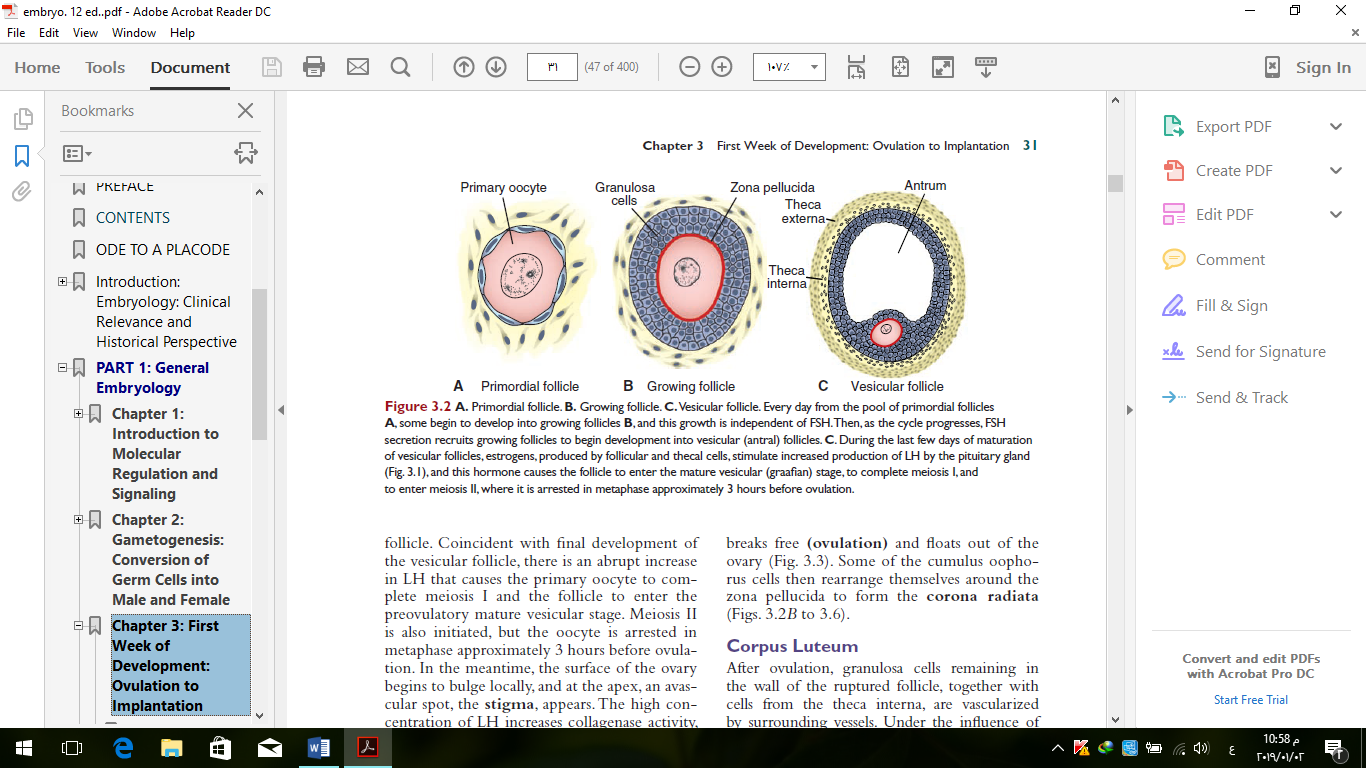 embryo. 12 ed..pdf - Adobe Acrobat Reader DC
File Edit View Window Help
Home Tools Document ٣١ (47 of 400) ١٠٧٪ Sign In
Bookmarks
PREFACE
CONTENTS
ODE TO A PLACODE
Introduction:
Embryology: Clinical
Relevance and
Historical Perspective
PART 1: General
Embryology
Chapter 1:
Introduction to
Molecular
Regulation and
Signaling
Chapter 2:
Gametogenesis:
Conversion of
Germ Cells into
Male and Female
Chapter 3: First
Week of
Development:
Ovulation to
Implantation
Chapter 3 First Week of Development: Ovulation to Implantation 31
Primary oocyte
Granulosa
cells
Zona pellucida
Theca
externa
Antrum
Theca
interna
A Primordial follicle B Growing follicle C Vesicular follicle
Figure 3.2 A. Primordial follicle. B. Growing follicle. C. Vesicular follicle. Every day from the pool of primordial follicles
A, some begin to develop into growing follicles B, and this growth is independent of FSH. Then, as the cycle progresses, FSH
secretion recruits growing follicles to begin development into vesicular (antral) follicles. C. During the last few days of maturation
of vesicular follicles, estrogens, produced by follicular and thecal cells, stimulate increased production of LH by the pituitary gland
(Fig. 3.1), and this hormone causes the follicle to enter the mature vesicular (graafian) stage, to complete meiosis I, and
to enter meiosis II, where it is arrested in metaphase approximately 3 hours before ovulation.
follicle. Coincident with final development of
the vesicular follicle, there is an abrupt increase
in LH that causes the primary oocyte to com-
plete meiosis I and the follicle to enter the
preovulatory mature vesicular stage. Meiosis II
is also initiated, but the oocyte is arrested in
metaphase approximately 3 hours before ovula-
tion. In the meantime, the surface of the ovary
begins to bulge locally, and at the apex, an avas-
cular spot, the stigma, appears. The high con-
centration of LH increases collagenase activity,
breaks free (ovulation) and floats out of the
ovary (Fig. 3.3). Some of the cumulus oopho-
rus cells then rearrange themselves around the
zona pellucida to form the corona radiata
(Figs. 3.2B to 3.6).
Corpus Luteum
After ovulation, granulosa cells remaining in
the wall of the ruptured follicle, together with
cells from the theca interna, are vascularized
by surrounding vessels. Under the influence of
Export PDF
Create PDF
Edit PDF
Comment
Fill & Sign
Send for Signature
Send & Track
Convert and edit PDFs
with Acrobat Pro DC
Start Free Trial
ع
م 10:58
٢٠١٩/٠١/٠٢